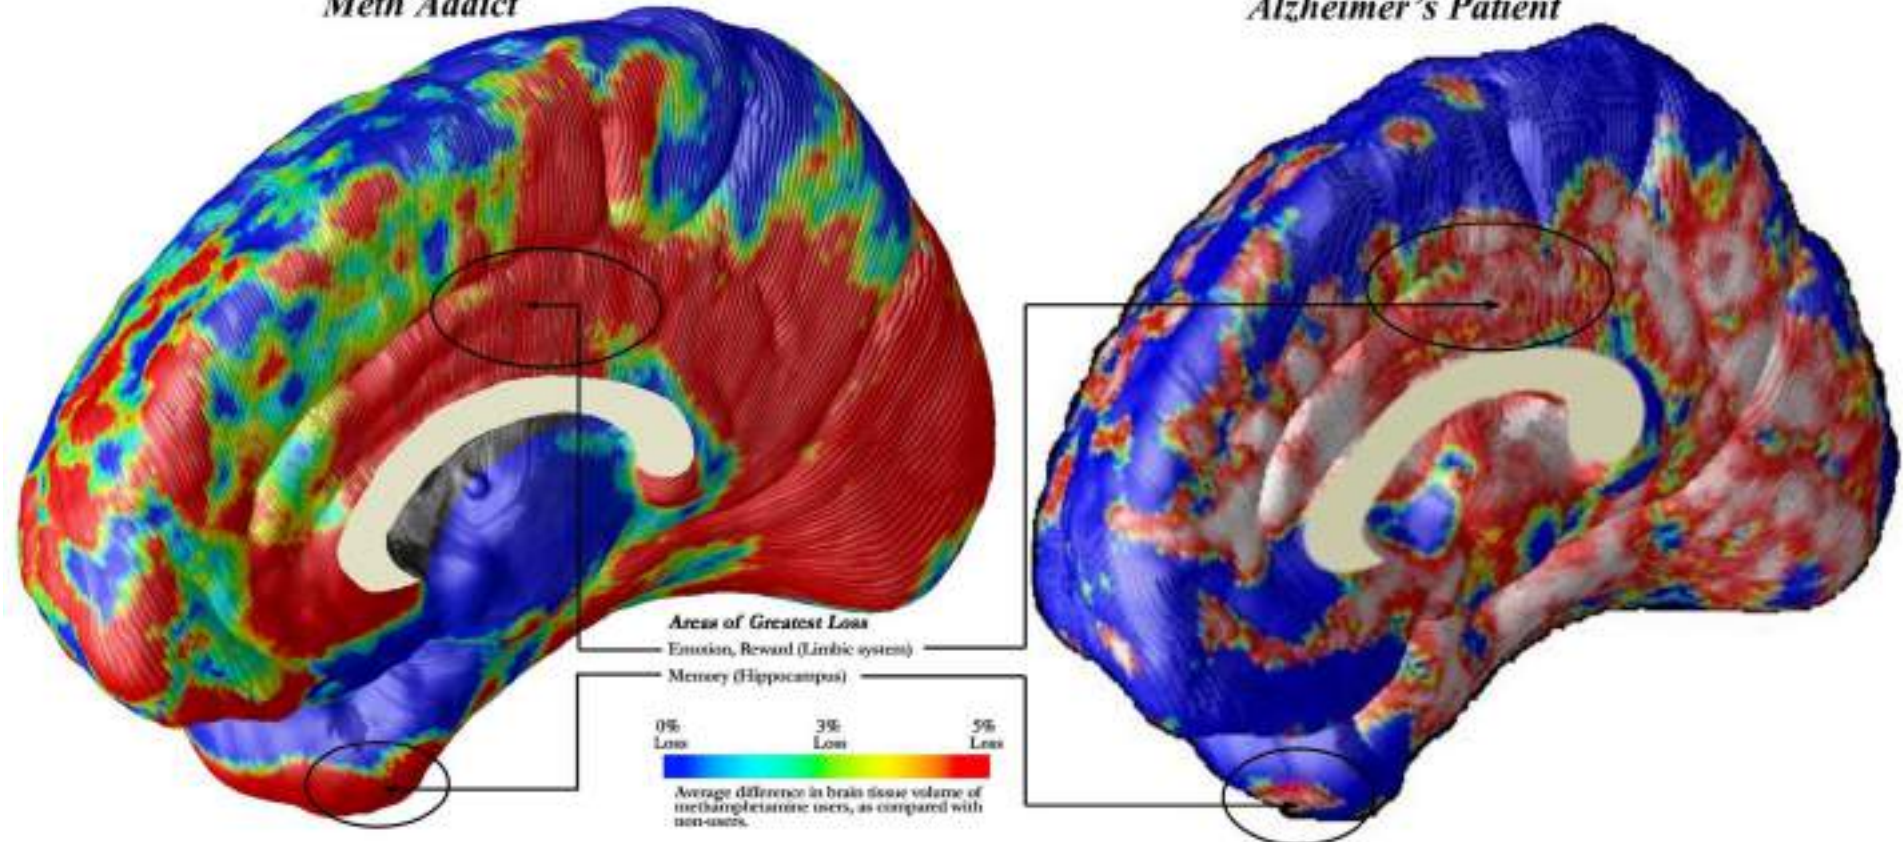 Meth Addict
Alzheimer's Patient
Areas of Greatest Loss
Emotion, Reward (Limbic system)
Memory (Hippocampus)
0% 3% 5%
Loss Loss Loss
Average difference in brain tissue volume of
methamphetamine users, as compared with
non-users.